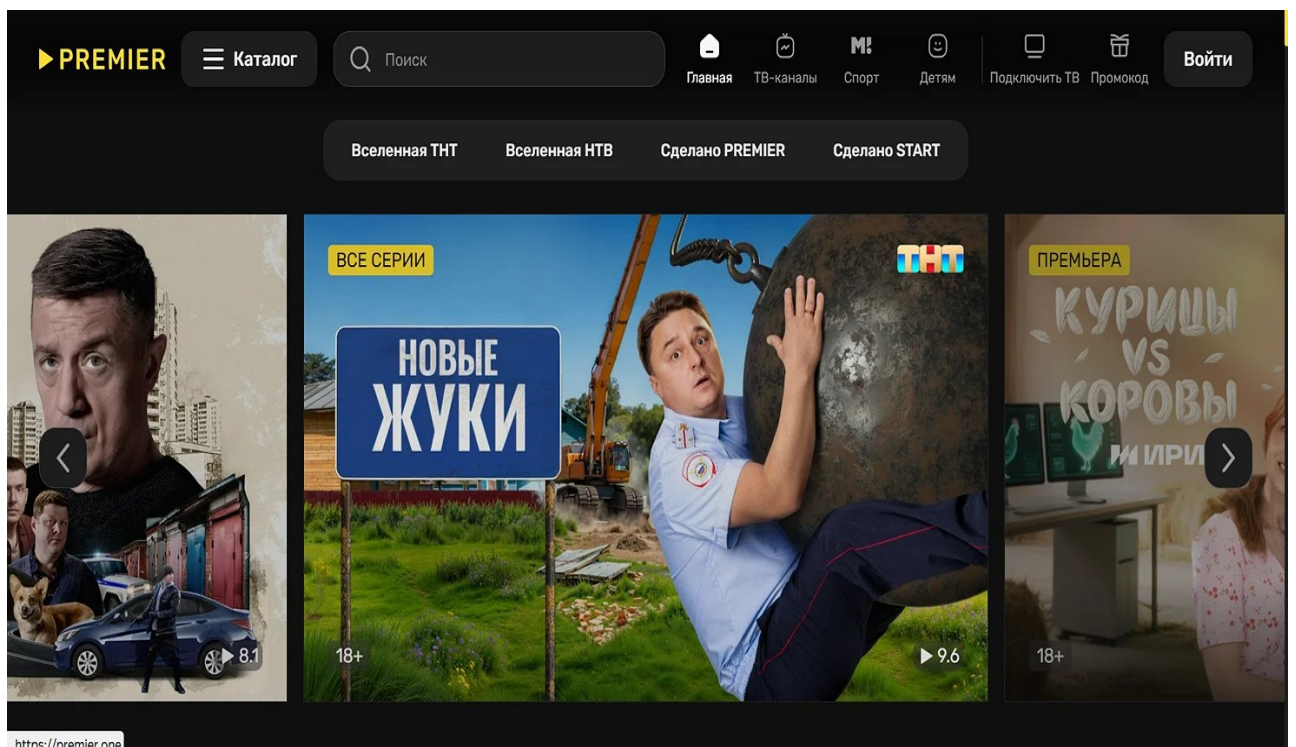 PREMIER
Каталог
Поиск
Главная
ТВ-каналы
М!
Спорт
Детям
Подключить ТВ
Промокод
Войти
Вселенная ТНТ
Вселенная НТВ
Сделано PREMIER
Сделано START
8.1
ВСЕ СЕРИИ
ТНТ
НОВЫЕ
ЖУКИ
18+
9.6
ПРЕМЬЕРА
КУРИЦЫ
VS
КОРОВЫ
18+
https://premier.one